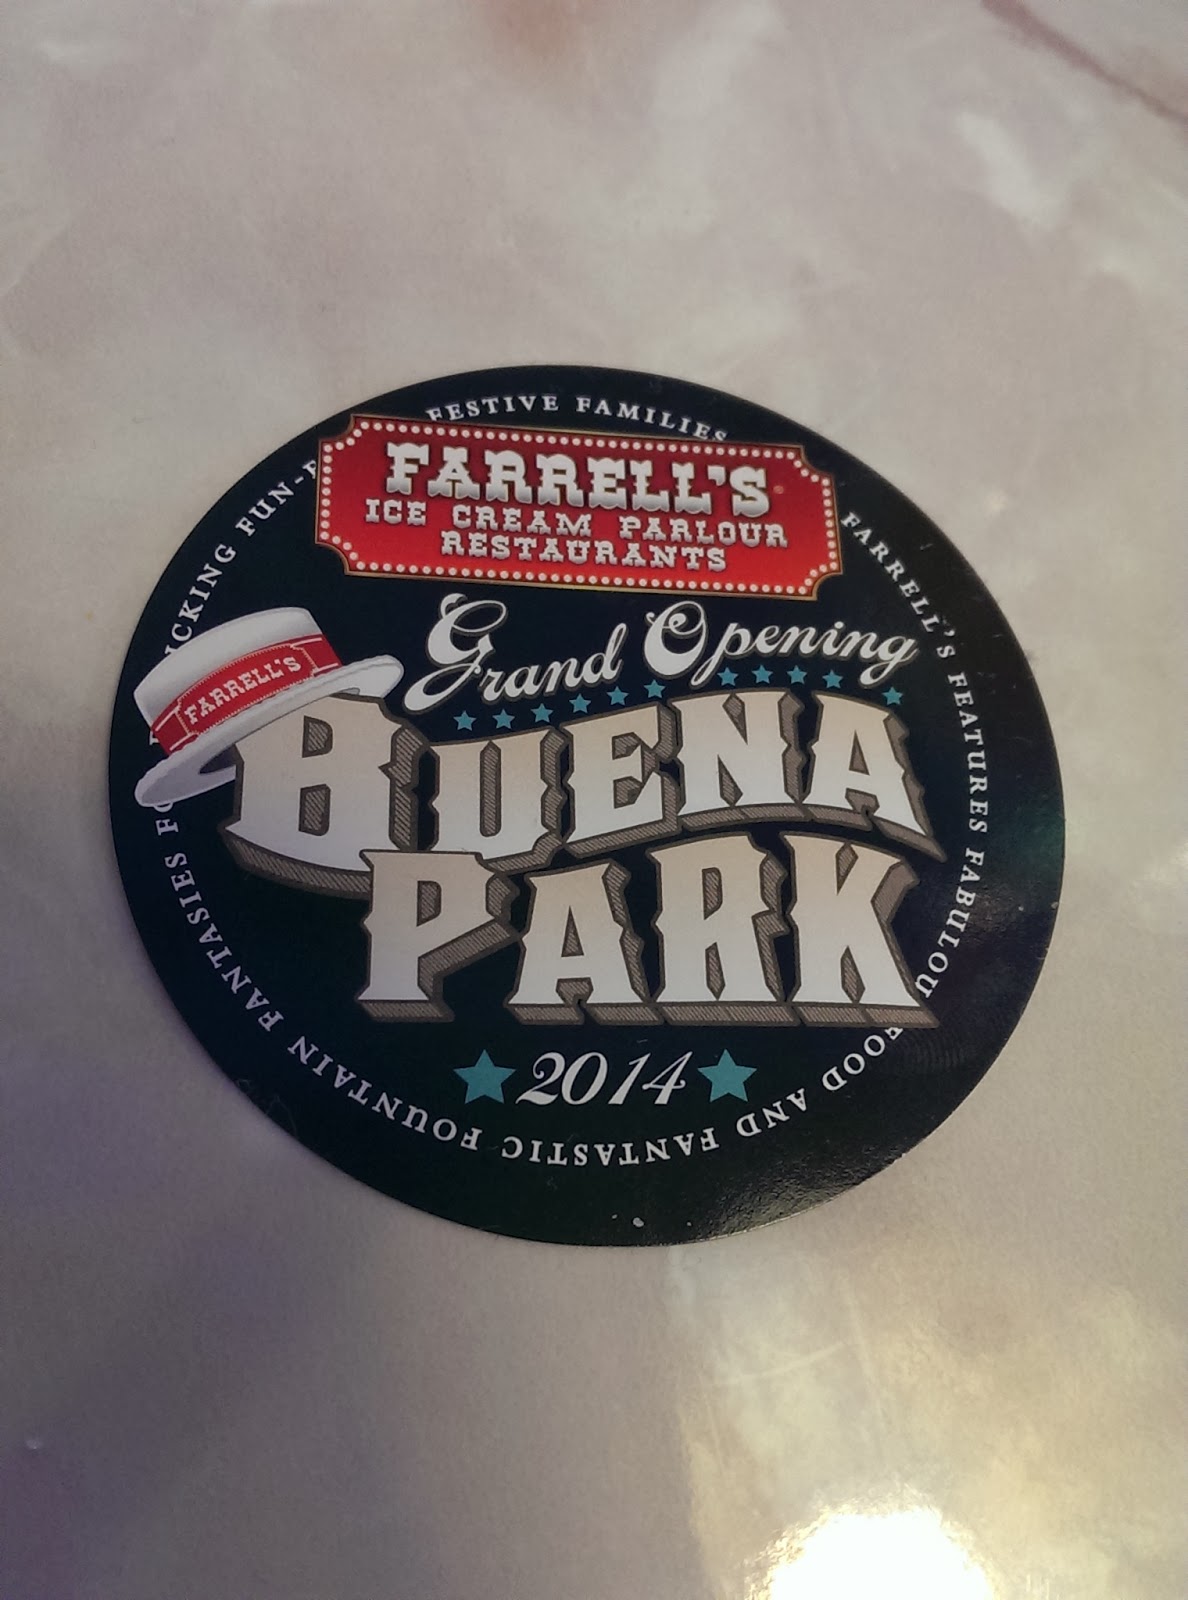 FARRELL'S
ICE CREAM PARLOUR
RESTAURANTS
Grand Opening
BUENA
PARK
2014
FARRELL'S
FARRELL'S FEATURES FABULOU FOOD AND FANTASTIC FOUNTAIN FANTASIES FESTIVE FAMILIES